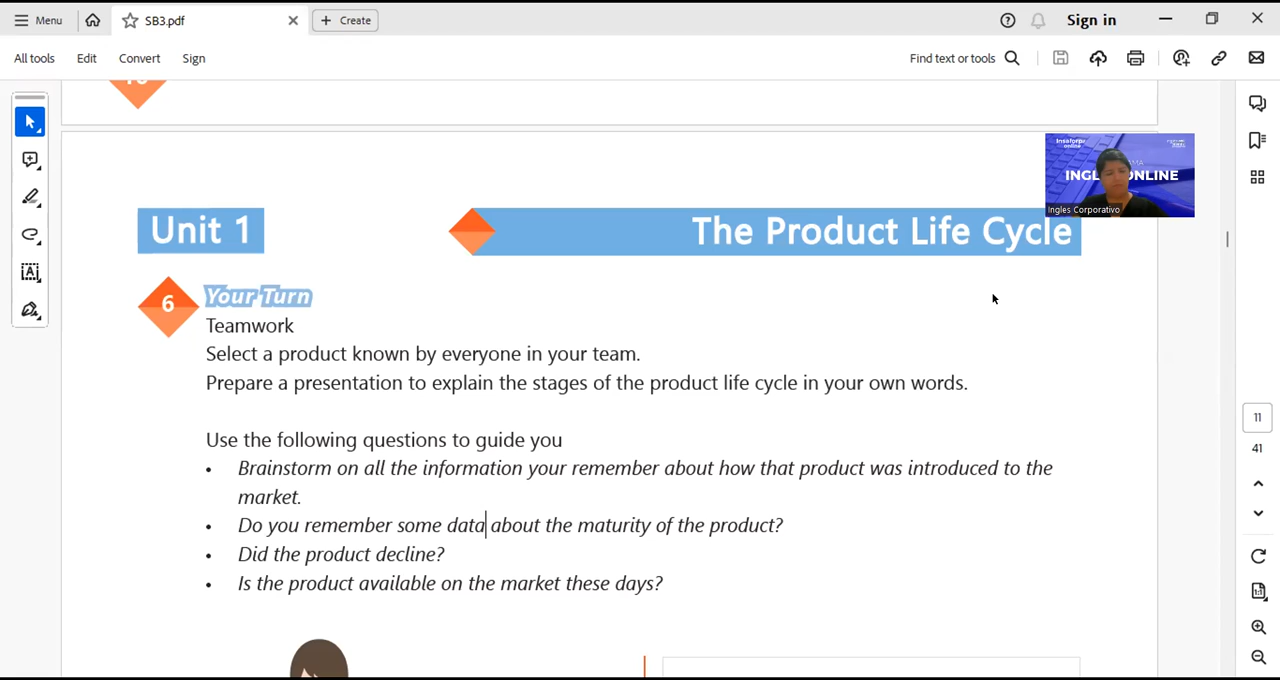 Menu
SB3.pdf
Create
Sign in
All tools
Edit
Convert
Sign
Find text or tools
Ingles Corporativo
Unit 1
The Product Life Cycle
6
Your Turn
Teamwork
Select a product known by everyone in your team.
Prepare a presentation to explain the stages of the product life cycle in your own words.
Use the following questions to guide you
• Brainstorm on all the information your remember about how that product was introduced to the
market.
• Do you remember some data about the maturity of the product?
• Did the product decline?
• Is the product available on the market these days?
11
41